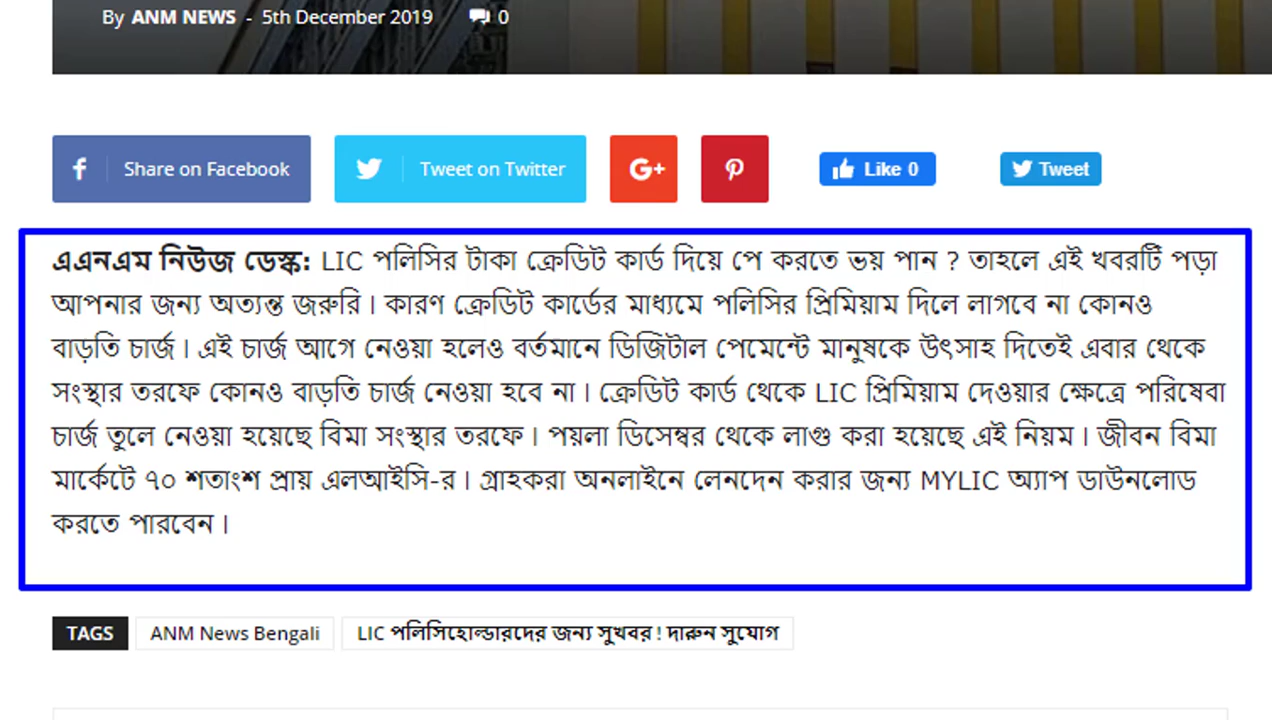 By ANM NEWS - 5th December 2019 0
Share on Facebook Tweet on Twitter G+ Like 0 Tweet
এএনএম নিউজ ডেস্ক: LIC পলিসির টাকা ক্রেডিট কার্ড দিয়ে পে করতে ভয় পান ? তাহলে এই খবরটি পড়া
আপনার জন্য অত্যন্ত জরুরি। কারণ ক্রেডিট কার্ডের মাধ্যমে পলিসির প্রিমিয়াম দিলে লাগবে না কোনও
বাড়তি চার্জ। এই চার্জ আগে নেওয়া হলেও বর্তমানে ডিজিটাল পেমেন্টে মানুষকে উৎসাহ দিতেই এবার থেকে
সংস্থার তরফে কোনও বাড়তি চার্জ নেওয়া হবে না। ক্রেডিট কার্ড থেকে LIC প্রিমিয়াম দেওয়ার ক্ষেত্রে পরিষেবা
চার্জ তুলে নেওয়া হয়েছে বিমা সংস্থার তরফে। পয়লা ডিসেম্বর থেকে লাগু করা হয়েছে এই নিয়ম। জীবন বিমা
মার্কেটে ৭০ শতাংশ প্রায় এলআইসি-র। গ্রাহকরা অনলাইনে লেনদেন করার জন্য MYLIC অ্যাপ ডাউনলোড
করতে পারবেন।
TAGS ANM News Bengali LIC পলিসিহোল্ডারদের জন্য সুখবর! দারুন সুযোগ